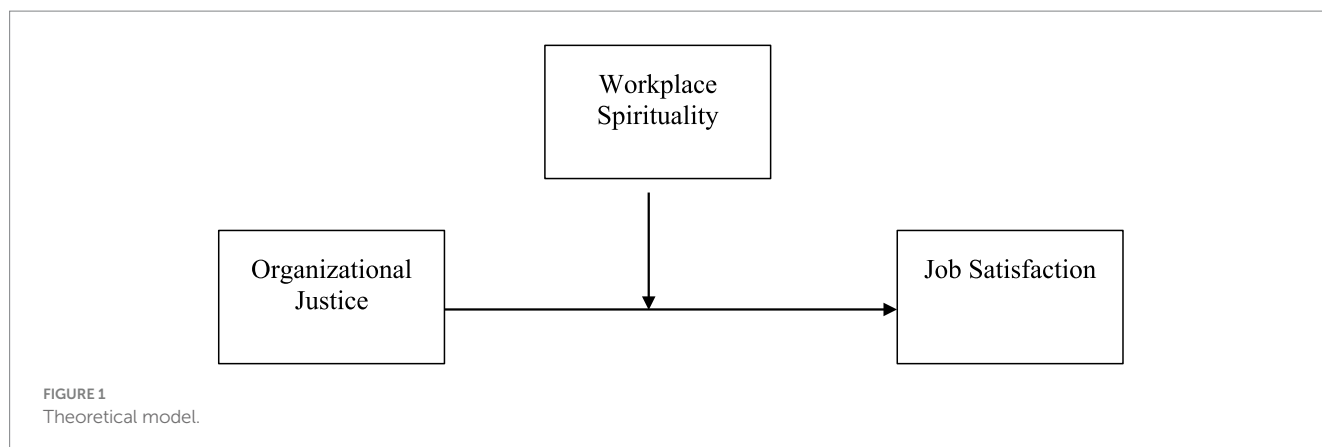 Workplace
Spirituality
Organizational
Justice
Job Satisfaction
FIGURE 1
Theoretical model.